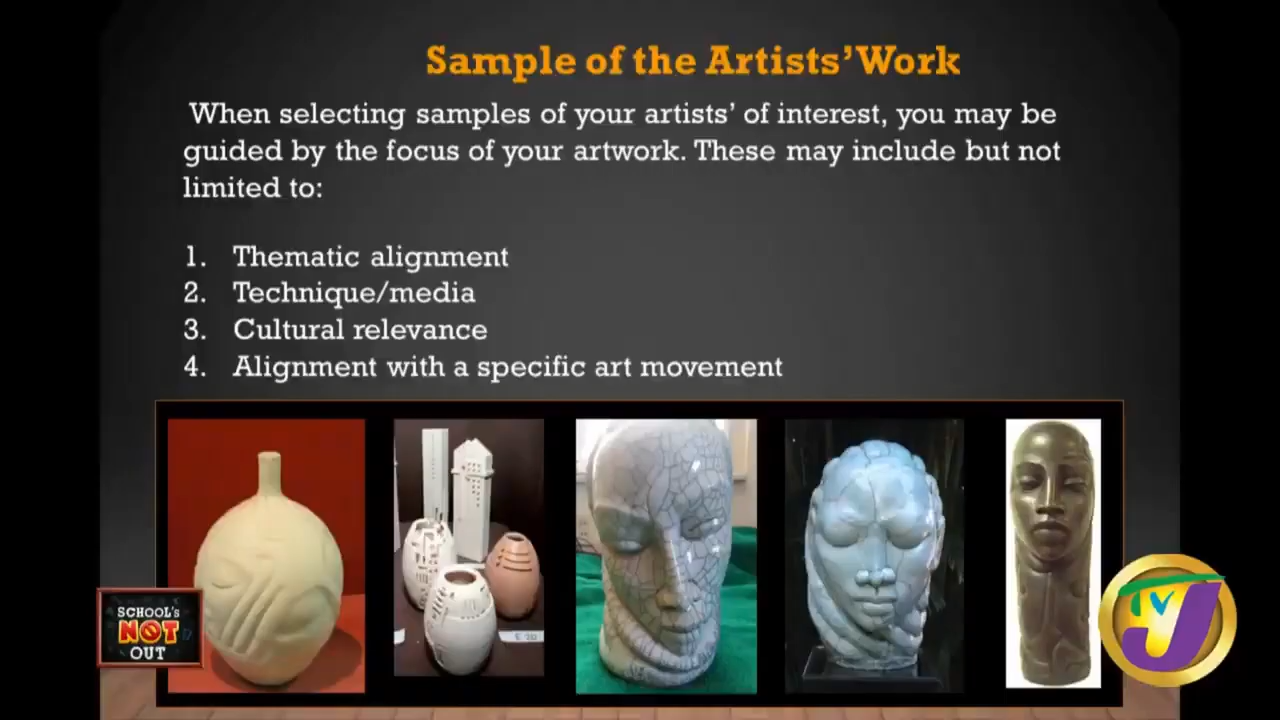 Sample of the Artists' Work
When selecting samples of your artists' of interest, you may be
guided by the focus of your artwork. These may include but not
limited to:
1. Thematic alignment
2. Technique/media
3. Cultural relevance
4. Alignment with a specific art movement
SCHOOL's
NOT
OUT
TVJ